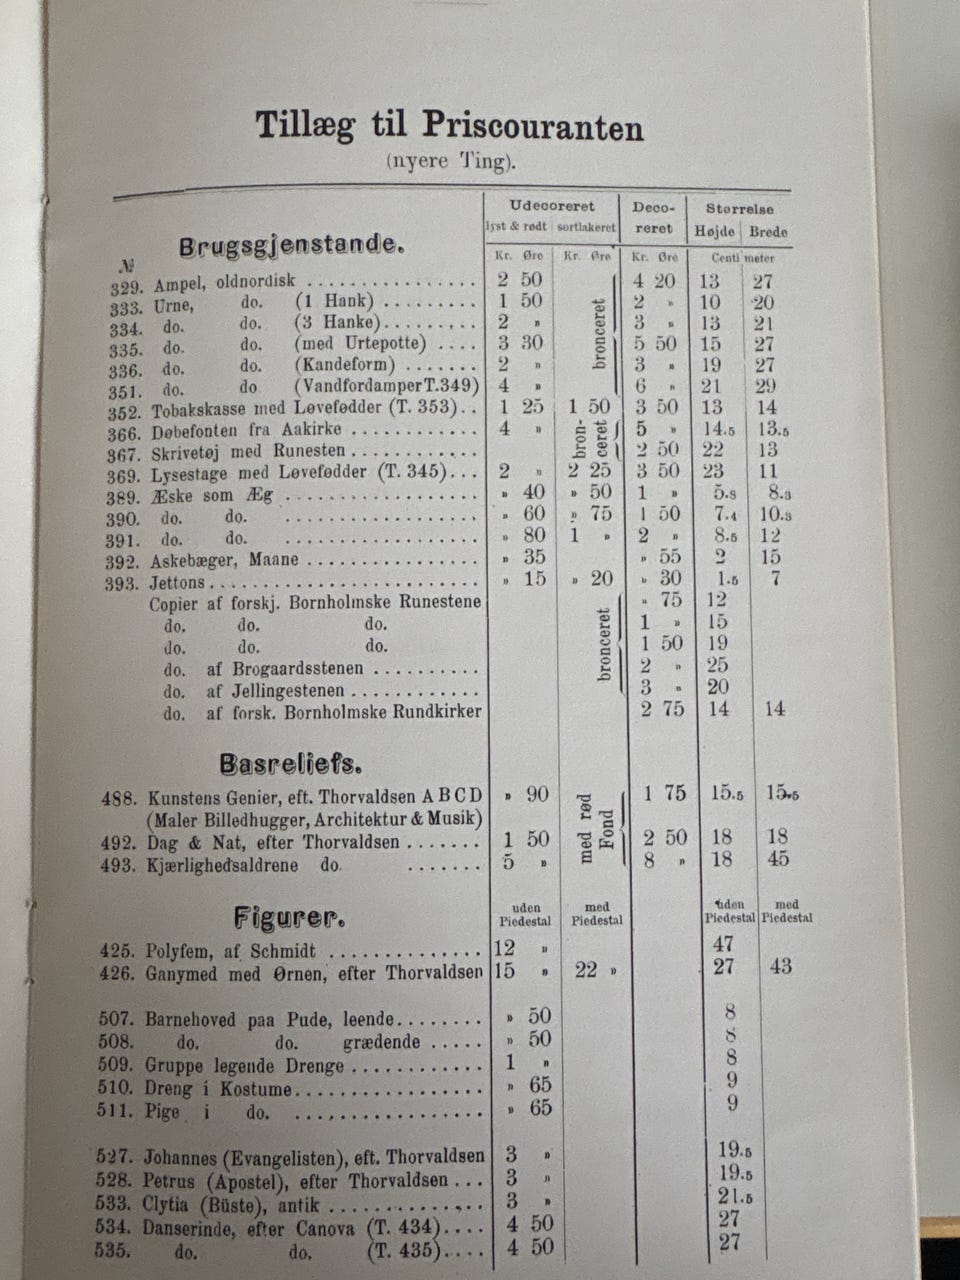 Tillæg til Priscouranten
(nyere Ting).
Udecoreret Deco- Størrelse
lyst & rødt sortlakeret reret Højde Brede
Brugsgjenstande.
Kr. Øre Kr. Øre Kr. Øre Centimeter
№
329. Ampel, oldnordisk ................ 2 50 4 20 13 27
333. Urne, do. (1 Hank) ......... 1 50 2 " 10 20
334. do. do. (3 Hanke)......... 2 " bronceret 3 " 13 21
335. do. do. (med Urtepotte) .... 3 30 5 50 15 27
336. do. do. (Kandeform) ....... 2 " 3 " 19 27
351. do. do (Vandfordamper T. 349) 4 " 6 " 21 29
352. Tobakskasse med Løvefødder (T. 353).. 1 25 1 50 3 50 13 14
366. Døbefonten fra Aakirke ............ 4 " bron- 5 " 14.5 13.5
367. Skrivetøj med Runesten ............ ceret 2 50 22 13
369. Lysestage med Løvefødder (T. 345)... 2 " 2 25 3 50 23 11
389. Æske som Æg .................. " 40 " 50 1 " 5.8 8.3
390. do. do. .................. " 60 " 75 1 50 7.4 10.3
391. do. do. .................. " 80 1 " 2 " 8.5 12
392. Askebæger, Maane ................ " 35 " 55 2 15
393. Jettons......................... " 15 " 20 " 30 1.5 7
Copier af forskj. Bornholmske Runestene " 75 12
do. do. do. 1 " 15
do. do. do. bronceret 1 50 19
do. af Brogaardsstenen .......... 2 " 25
do. af Jellingestenen ............ 3 " 20
do. af forsk. Bornholmske Rundkirker 2 75 14 14
Basreliefs.
488. Kunstens Genier, eft. Thorvaldsen A B C D " 90 1 75 15.5 15.5
(Maler Billedhugger, Architektur & Musik) med rød
492. Dag & Nat, efter Thorvaldsen ....... 1 50 Fond 2 50 18 18
493. Kjærlighedsaldrene do. ....... 5 " 8 " 18 45
Figurer.
uden Piedestal med Piedestal uden Piedestal med Piedestal
425. Polyfem, af Schmidt .............. 12 " 47
426. Ganymed med Ørnen, efter Thorvaldsen 15 " 22 " 27 43
507. Barnehoved paa Pude, leende........ " 50 8
508. do. do. grædende ..... " 50 8
509. Gruppe legende Drenge ............ 1 " 8
510. Dreng i Kostume................. " 65 9
511. Pige i do. ................. " 65 9
527. Johannes (Evangelisten), eft. Thorvaldsen 3 " 19.5
528. Petrus (Apostel), efter Thorvaldsen ... 3 " 19.5
533. Clytia (Büste), antik .............. 3 " 21.5
534. Danserinde, efter Canova (T. 434).... 4 50 27
535. do. do. (T. 435).... 4 50 27